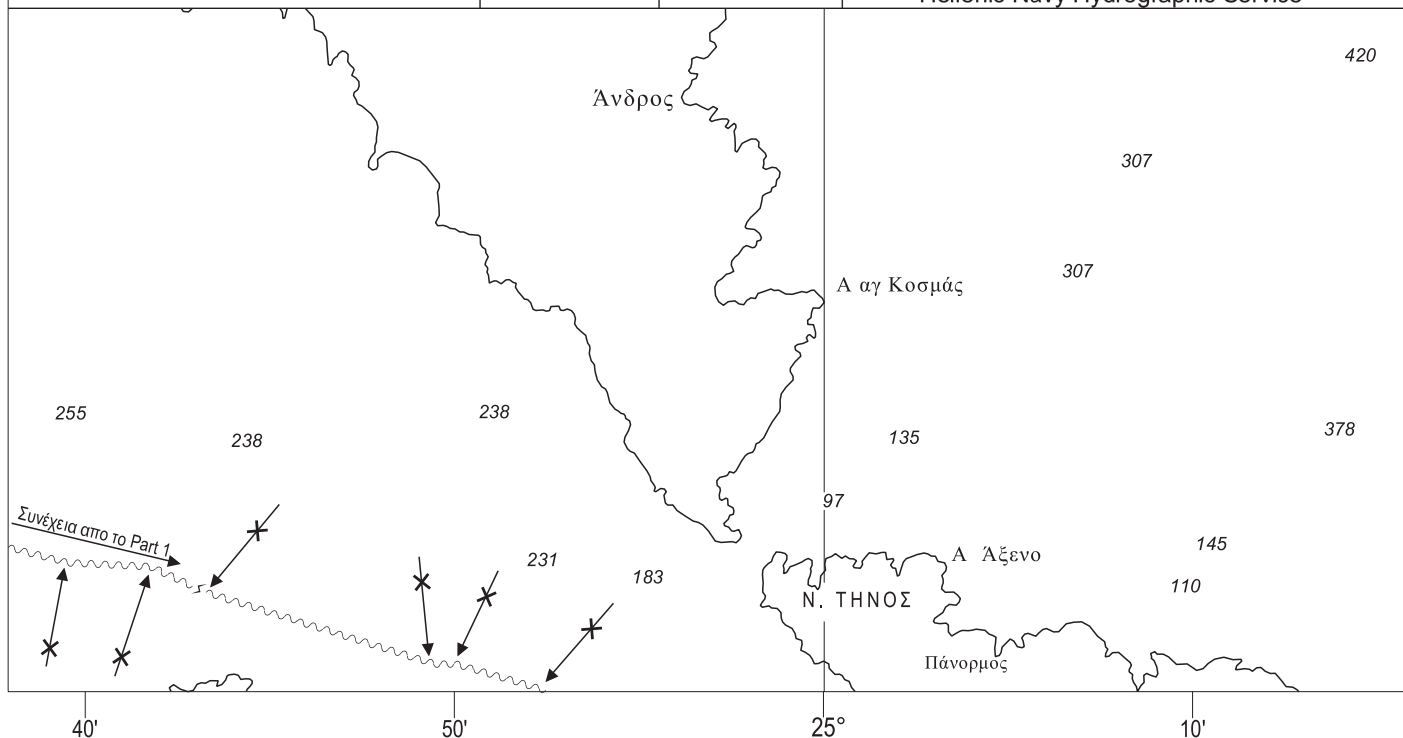 Hellenic Navy Hydrographic Service
420
Άνδρος
307
307
Α αγ Κοσμάς
255
238
238
135
378
97
Συνέχεια απο το Part 1
231
183
Α Άξενο
145
110
Ν. ΤΗΝΟΣ
Πάνορμος
40' 50' 25° 10'